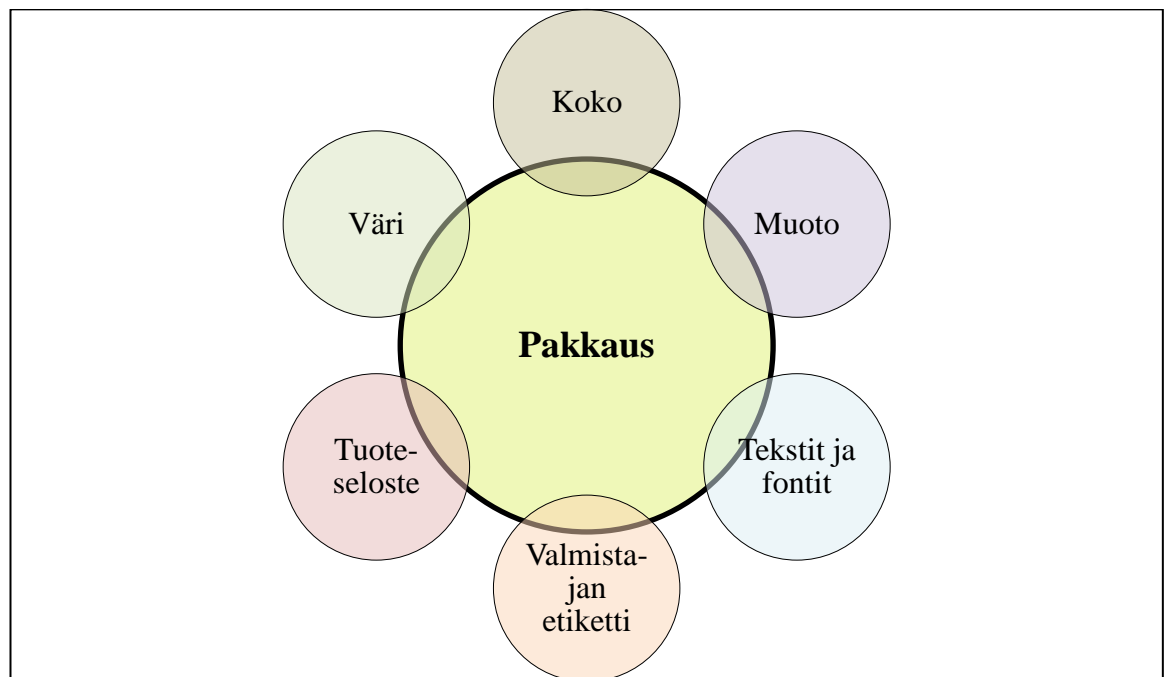 Koko
Väri
Muoto
Pakkaus
Tuote-
seloste
Tekstit ja
fontit
Valmista-
jan
etiketti